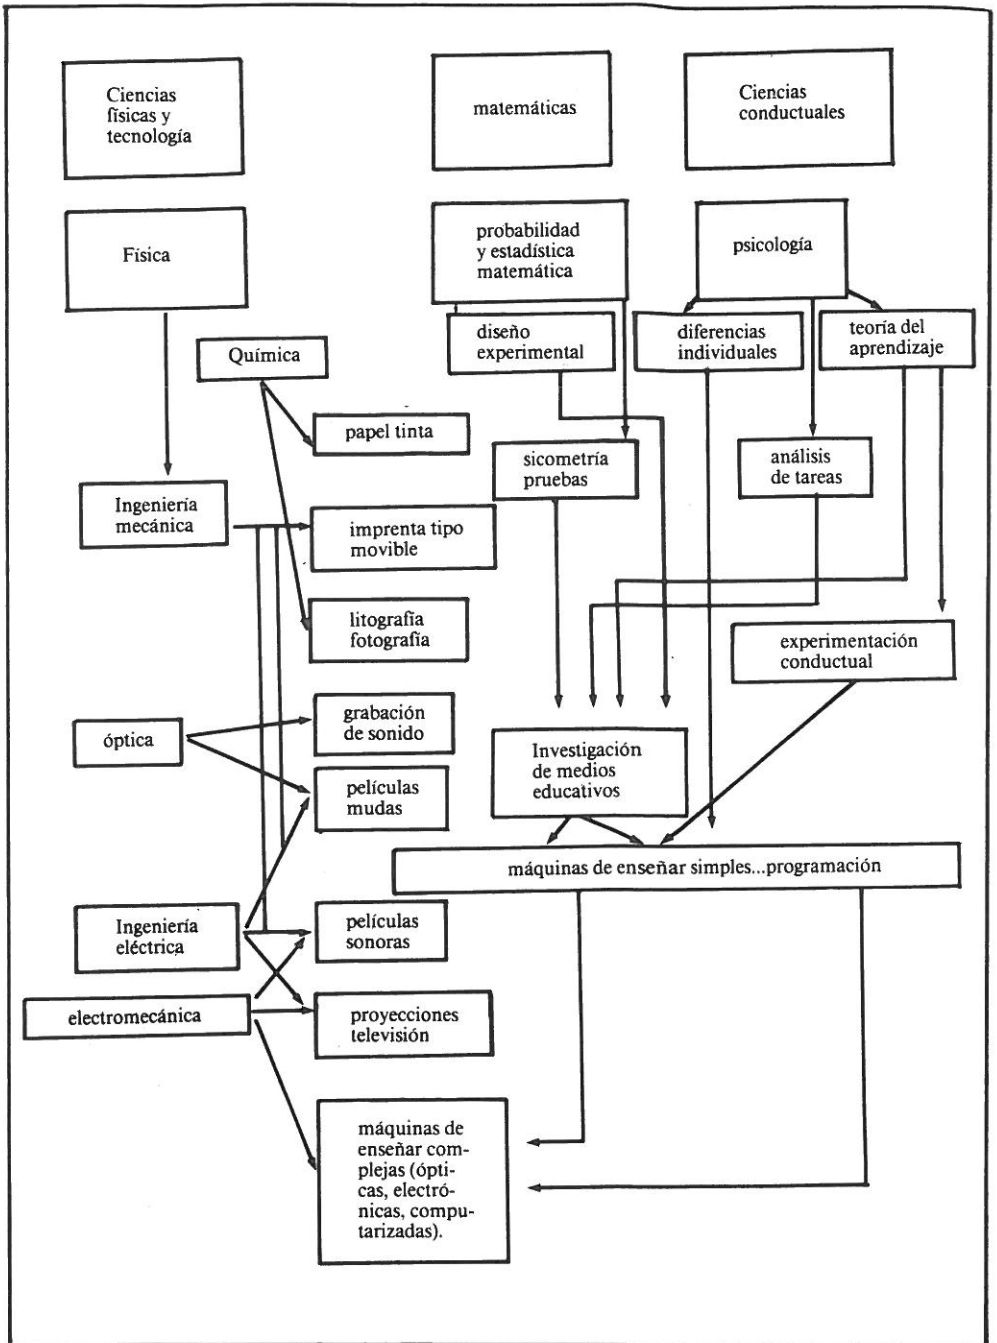 Ciencias
físicas y
tecnología
matemáticas
Ciencias
conductuales
Física
probabilidad
y estadística
matemática
psicología
Química
diseño
experimental
diferencias
individuales
teoría del
aprendizaje
papel tinta
sicometría
pruebas
análisis
de tareas
Ingeniería
mecánica
imprenta tipo
movible
litografía
fotografía
experimentación
conductual
óptica
grabación
de sonido
películas
mudas
Investigación
de medios
educativos
máquinas de enseñar simples...programación
Ingeniería
eléctrica
películas
sonoras
electromecánica
proyecciones
televisión
máquinas de
enseñar com-
plejas (ópti-
cas, electró-
nicas, compu-
tarizadas).